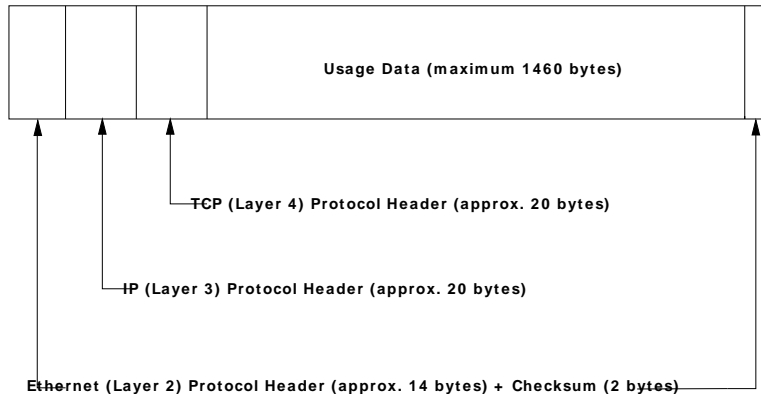 Usage Data (maximum 1460 bytes)
TCP (Layer 4) Protocol Header (approx. 20 bytes)
IP (Layer 3) Protocol Header (approx. 20 bytes)
Ethernet (Layer 2) Protocol Header (approx. 14 bytes) + Checksum (2 bytes)